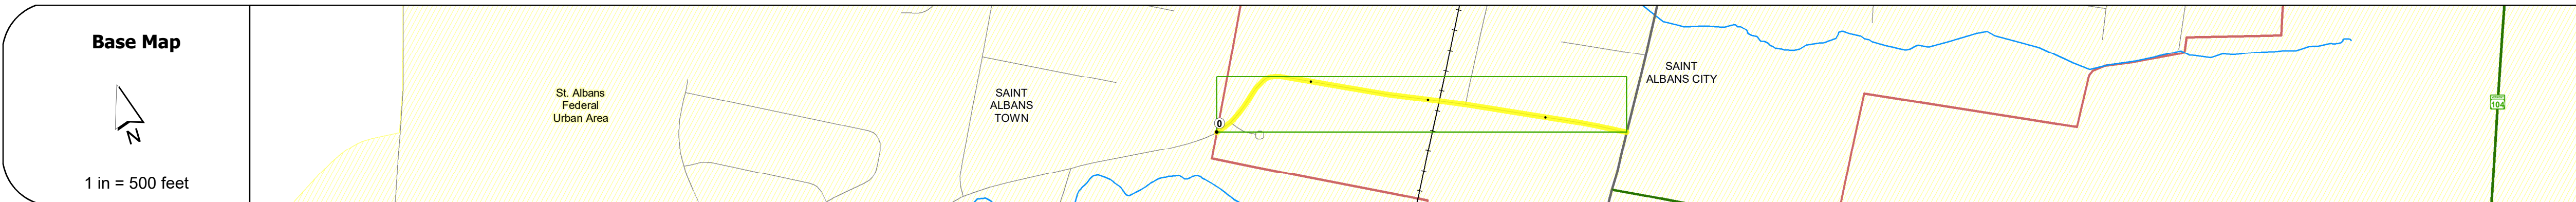 Base Map
N
1 in = 500 feet
St. Albans
Federal
Urban Area
SAINT
ALBANS
TOWN
0
SAINT
ALBANS CITY
104